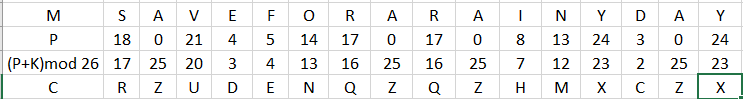 M S A V E F O R A R A I N Y D A Y
P 18 0 21 4 5 14 17 0 17 0 8 13 24 3 0 24
(P+K)mod 26 17 25 20 3 4 13 16 25 16 25 7 12 23 2 25 23
C R Z U D E N Q Z Q Z H M X C Z X